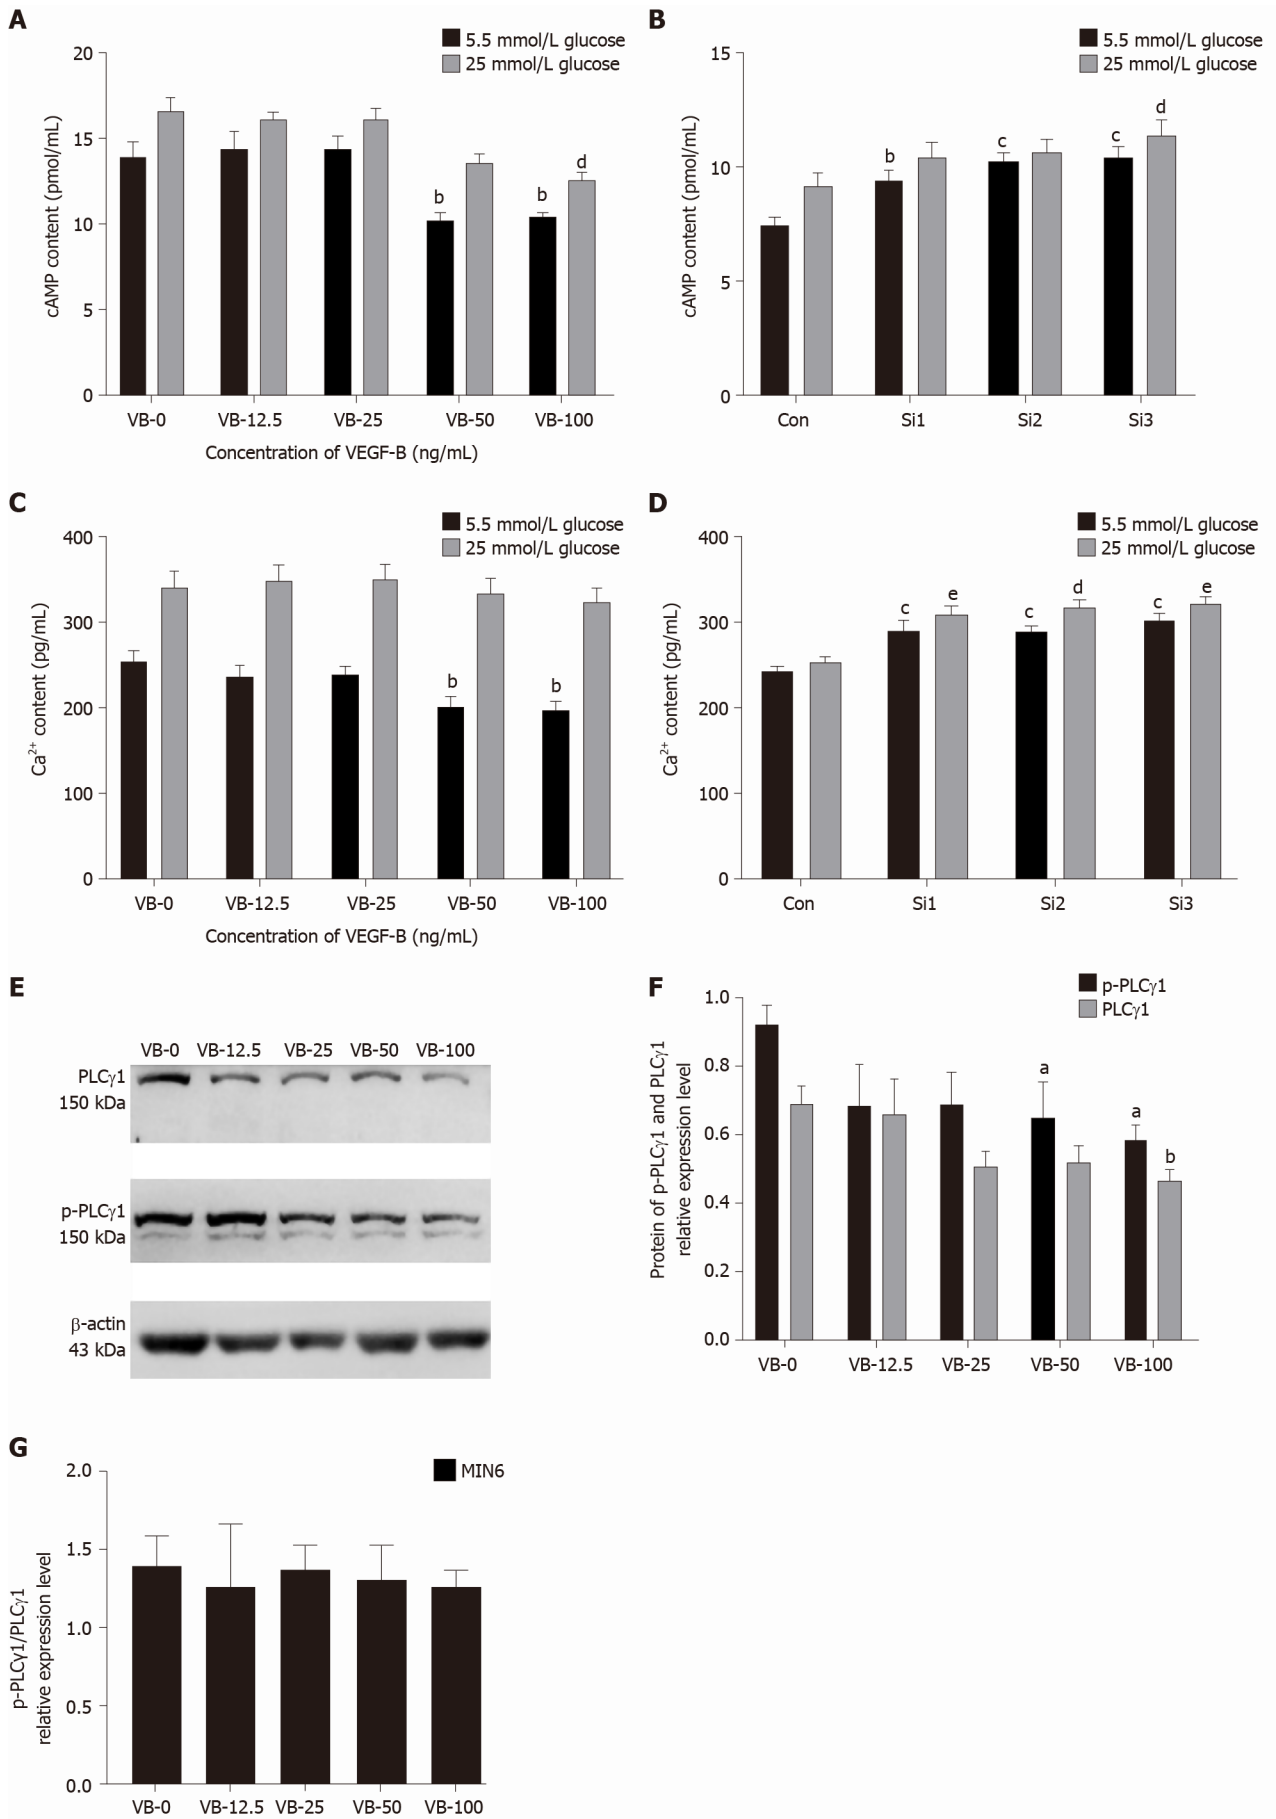 A
5.5 mmol/L glucose
25 mmol/L glucose
20
15
10
5
0
cAMP content (pmol/mL)
b
b
d
VB-0 VB-12.5 VB-25 VB-50 VB-100
Concentration of VEGF-B (ng/mL)
B
5.5 mmol/L glucose
25 mmol/L glucose
15
10
5
0
cAMP content (pmol/mL)
b
c
c
d
Con Si1 Si2 Si3
C
5.5 mmol/L glucose
25 mmol/L glucose
400
300
200
100
0
Ca2+ content (pg/mL)
b
b
VB-0 VB-12.5 VB-25 VB-50 VB-100
Concentration of VEGF-B (ng/mL)
D
5.5 mmol/L glucose
25 mmol/L glucose
400
300
200
100
0
Ca2+ content (pg/mL)
c
e
c
d
c
e
Con Si1 Si2 Si3
E
VB-0 VB-12.5 VB-25 VB-50 VB-100
PLCγ1
150 kDa
p-PLCγ1
150 kDa
β-actin
43 kDa
F
p-PLCγ1
PLCγ1
1.0
0.8
0.6
0.4
0.2
0.0
Protein of p-PLCγ1 and PLCγ1
relative expression level
a
a
b
VB-0 VB-12.5 VB-25 VB-50 VB-100
G
MIN6
2.0
1.5
1.0
0.5
0.0
p-PLCγ1/PLCγ1
relative expression level
VB-0 VB-12.5 VB-25 VB-50 VB-100